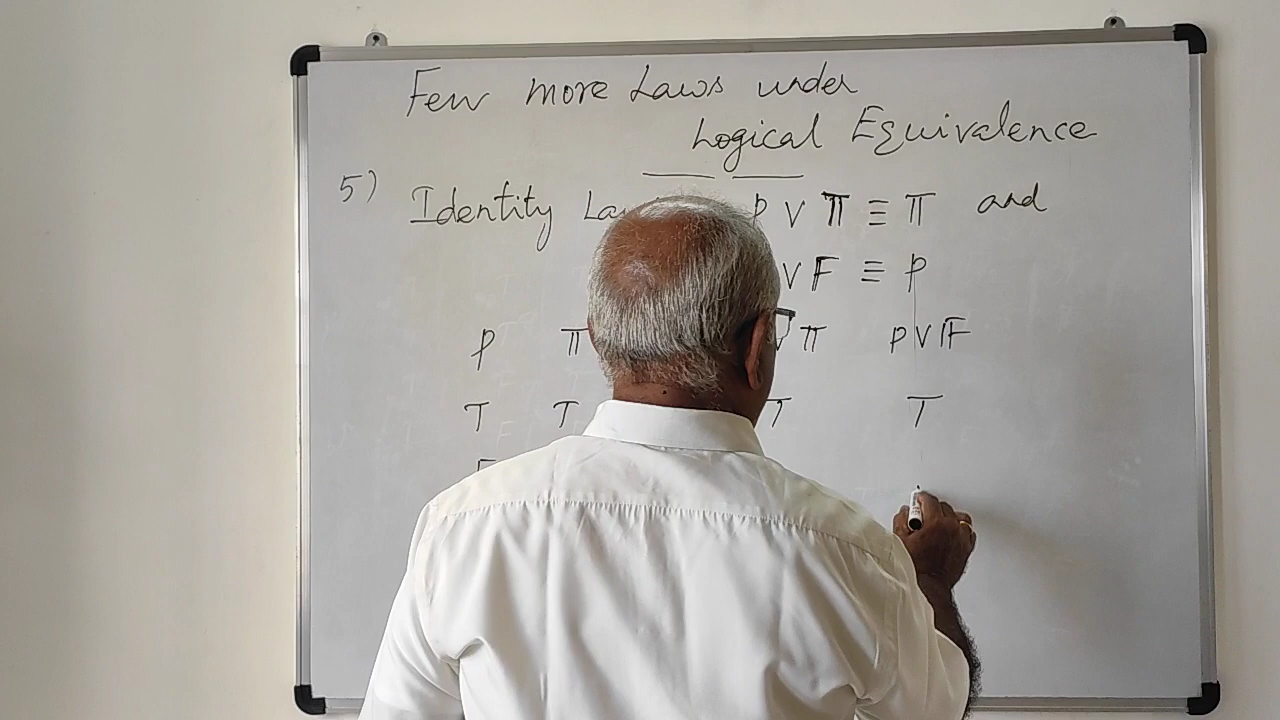 Few more Laws under
Logical Equivalence
5) Identity La p ∨ 𝕋 ≡ 𝕋 and
∨ F ≡ p
p 𝕋 ∨ 𝕋 p ∨ 𝔽
T T T T